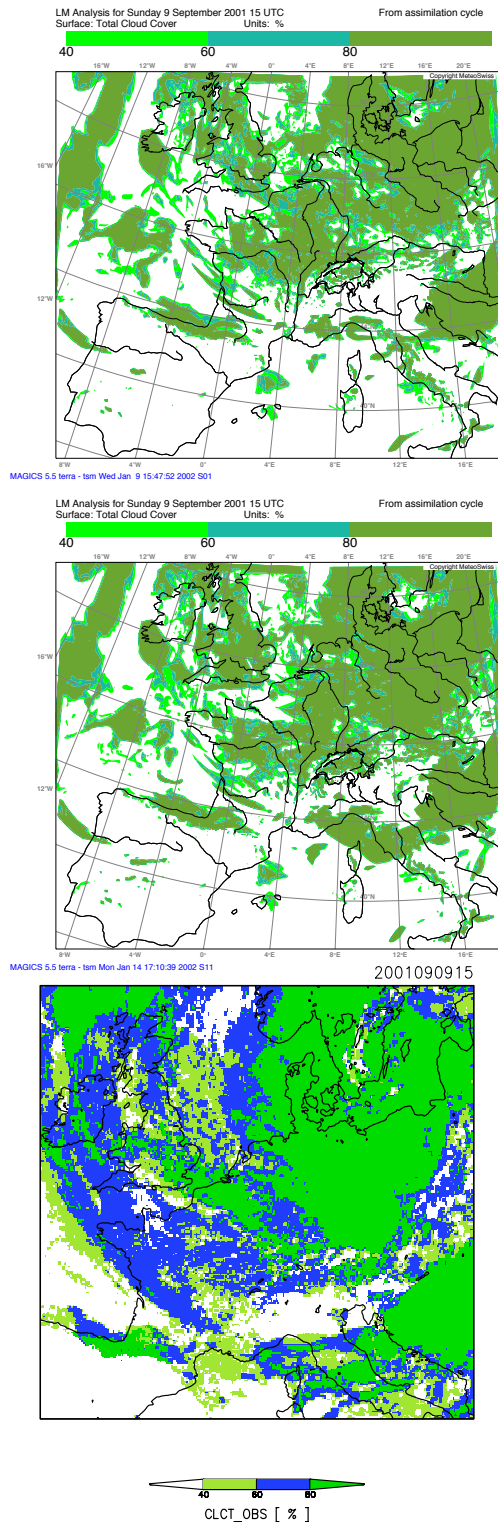 LM Analysis for Sunday 9 September 2001 15 UTC From assimilation cycle
Surface: Total Cloud Cover Units: %
40 60 80
16°W 12°W 8°W 4°W 0° 4°E 8°E 12°E 16°E 20°E
Copyright MeteoSwiss
16°W
12°W
40°N
8°W 4°W 0° 4°E 8°E 12°E 16°E
MAGICS 5.5 terra - tsm Wed Jan 9 15:47:52 2002 S01
LM Analysis for Sunday 9 September 2001 15 UTC From assimilation cycle
Surface: Total Cloud Cover Units: %
40 60 80
16°W 12°W 8°W 4°W 0° 4°E 8°E 12°E 16°E 20°E
Copyright MeteoSwiss
16°W
12°W
40°N
8°W 4°W 0° 4°E 8°E 12°E 16°E
MAGICS 5.5 terra - tsm Mon Jan 14 17:10:39 2002 S11
2001090915
40 60 80
CLCT_OBS [ % ]